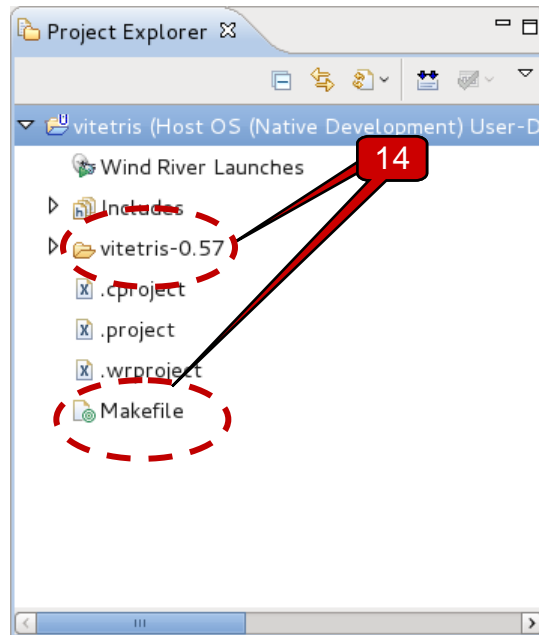 Project Explorer
vitetris (Host OS (Native Development) User-D
Wind River Launches
14
Includes
vitetris-0.57
.cproject
.project
.wrproject
Makefile